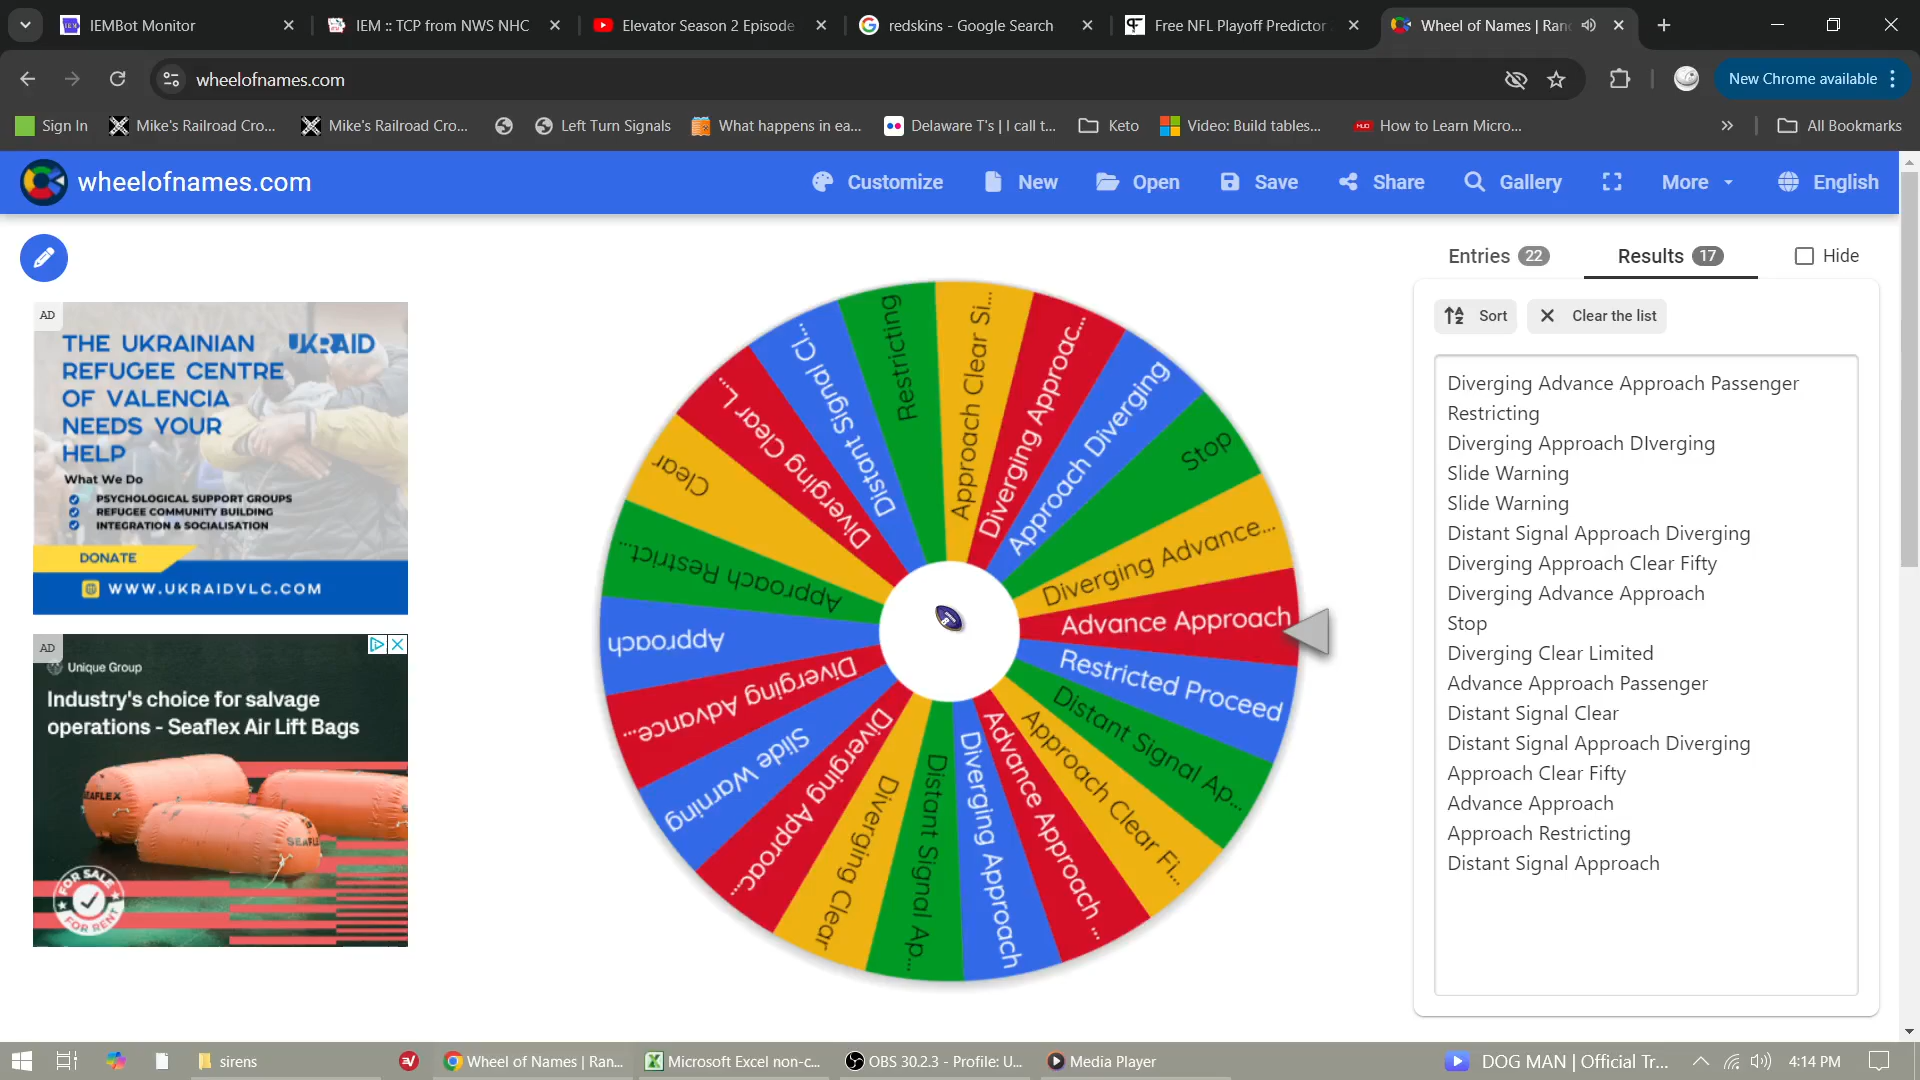 IEMBot Monitor
IEM :: TCP from NWS NHC
Elevator Season 2 Episode
redskins - Google Search
Free NFL Playoff Predictor
Wheel of Names | Ran
wheelofnames.com
New Chrome available
Sign In
Mike's Railroad Cro...
Mike's Railroad Cro...
Left Turn Signals
What happens in ea...
Delaware T's | I call t...
Keto
Video: Build tables...
How to Learn Micro...
All Bookmarks
wheelofnames.com
Customize
New
Open
Save
Share
Gallery
More
English
Entries 22
Results 17
Hide
Sort
Clear the list
AD
THE UKRAINIAN
REFUGEE CENTRE
OF VALENCIA
NEEDS YOUR
HELP
UKRAID
What We Do
PSYCHOLOGICAL SUPPORT GROUPS
REFUGEE COMMUNITY BUILDING
INTEGRATION & SOCIALISATION
DONATE
WWW.UKRAIDVLC.COM
AD
Unique Group
Industry's choice for salvage
operations - Seaflex Air Lift Bags
SEAFLEX
FOR SALE
FOR RENT
Restricting
Approach Clear Si...
Diverging Approac...
Approach Diverging
Stop
Diverging Advance...
Advance Approach
Restricted Proceed
Distant Signal Ap...
Approach Clear Fi...
Advance Approach ...
Diverging Approach
Distant Signal Ap...
Diverging Clear
Diverging Approac...
Slide Warning
Diverging Advance...
Approach
Approach Restrict...
Clear
Diverging Clear L...
Distant Signal Cl...
Diverging Advance Approach Passenger
Restricting
Diverging Approach DIverging
Slide Warning
Slide Warning
Distant Signal Approach Diverging
Diverging Approach Clear Fifty
Diverging Advance Approach
Stop
Diverging Clear Limited
Advance Approach Passenger
Distant Signal Clear
Distant Signal Approach Diverging
Approach Clear Fifty
Advance Approach
Approach Restricting
Distant Signal Approach
sirens
Wheel of Names | Ran...
Microsoft Excel non-c...
OBS 30.2.3 - Profile: U...
Media Player
DOG MAN | Official Tr...
4:14 PM